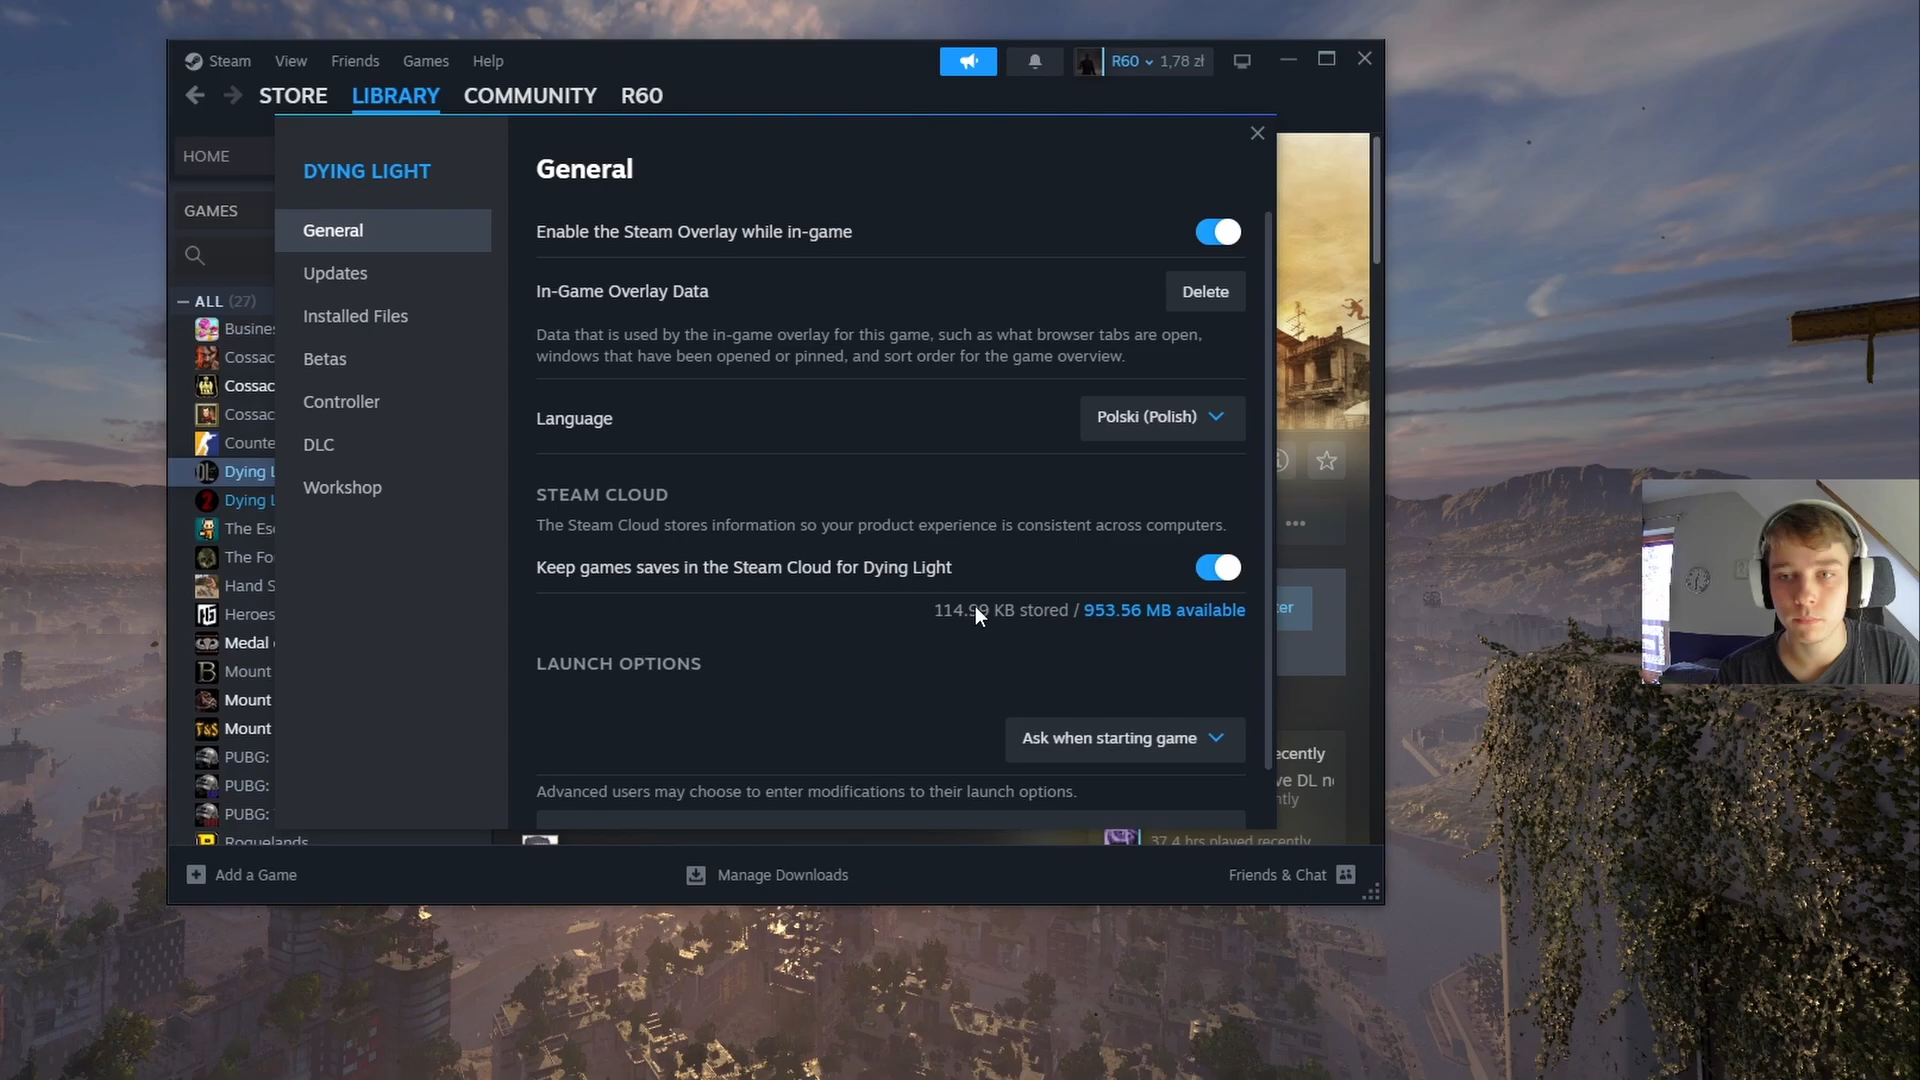 Steam View Friends Games Help
R60 1,78 zł
STORE LIBRARY COMMUNITY R60
HOME
GAMES
ALL (27)
Busines
Cossac
Cossac
Cossac
Counte
Dying L
Dying L
The Esc
The Fo
Hand S
Heroes
Medal
Mount
Mount
Mount
PUBG:
PUBG:
PUBG:
Roguelands
DYING LIGHT
General
Updates
Installed Files
Betas
Controller
DLC
Workshop
General
Enable the Steam Overlay while in-game
In-Game Overlay Data
Delete
Data that is used by the in-game overlay for this game, such as what browser tabs are open,
windows that have been opened or pinned, and sort order for the game overview.
Language
Polski (Polish)
STEAM CLOUD
The Steam Cloud stores information so your product experience is consistent across computers.
Keep games saves in the Steam Cloud for Dying Light
114.99 KB stored / 953.56 MB available
LAUNCH OPTIONS
Ask when starting game
Advanced users may choose to enter modifications to their launch options.
ter
ecently
ve DL n
ntly
37.4 hrs played recently
Add a Game
Manage Downloads
Friends & Chat